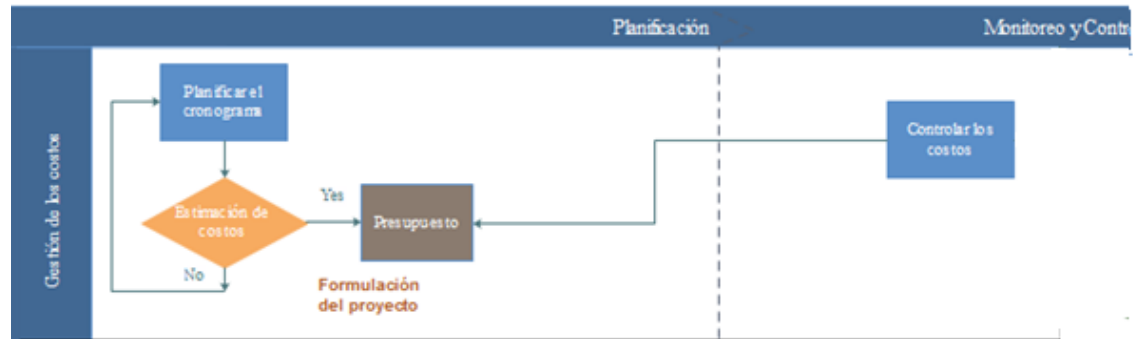 Planificación
Monitoreo y Contr
Gestión de los costos
Planificar el
cronograma
Controlar los
costos
Yes
Estimación de
costos
Presupuesto
No
Formulación
del proyecto